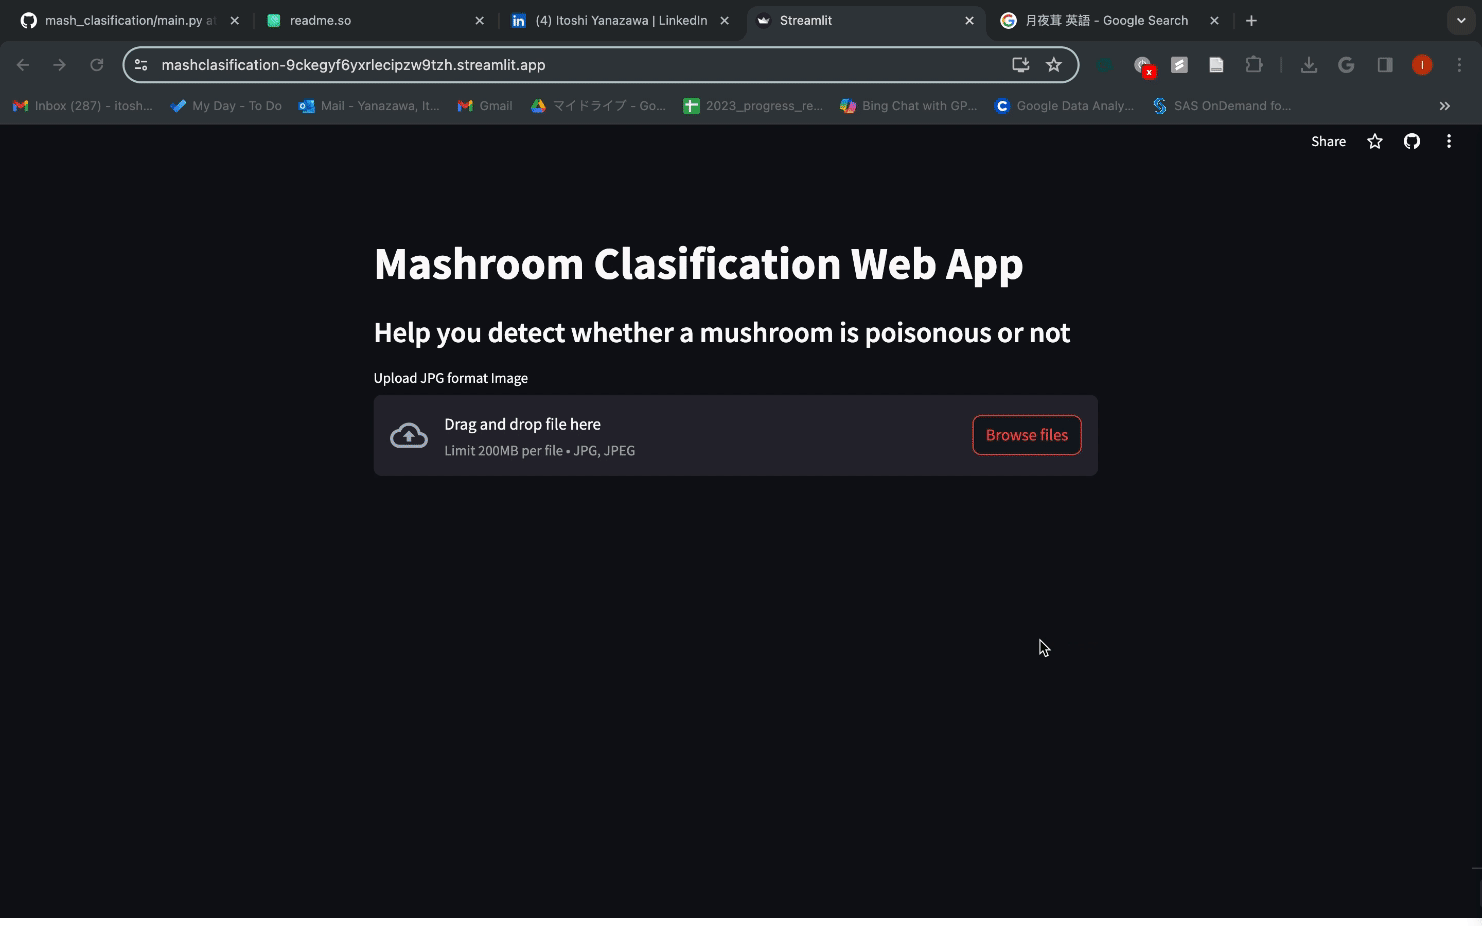 mash_clasification/main.py a
readme.so
(4) Itoshi Yanazawa | LinkedIn
Streamlit
月夜茸 英語 - Google Search
mashclasification-9ckegyf6yxrlecipzw9tzh.streamlit.app
Inbox (287) - itosh...
My Day - To Do
Mail - Yanazawa, It...
Gmail
マイドライブ - Go...
2023_progress_re...
Bing Chat with GP...
Google Data Analy...
SAS OnDemand fo...
Share
Mashroom Clasification Web App
Help you detect whether a mushroom is poisonous or not
Upload JPG format Image
Drag and drop file here
Limit 200MB per file • JPG, JPEG
Browse files